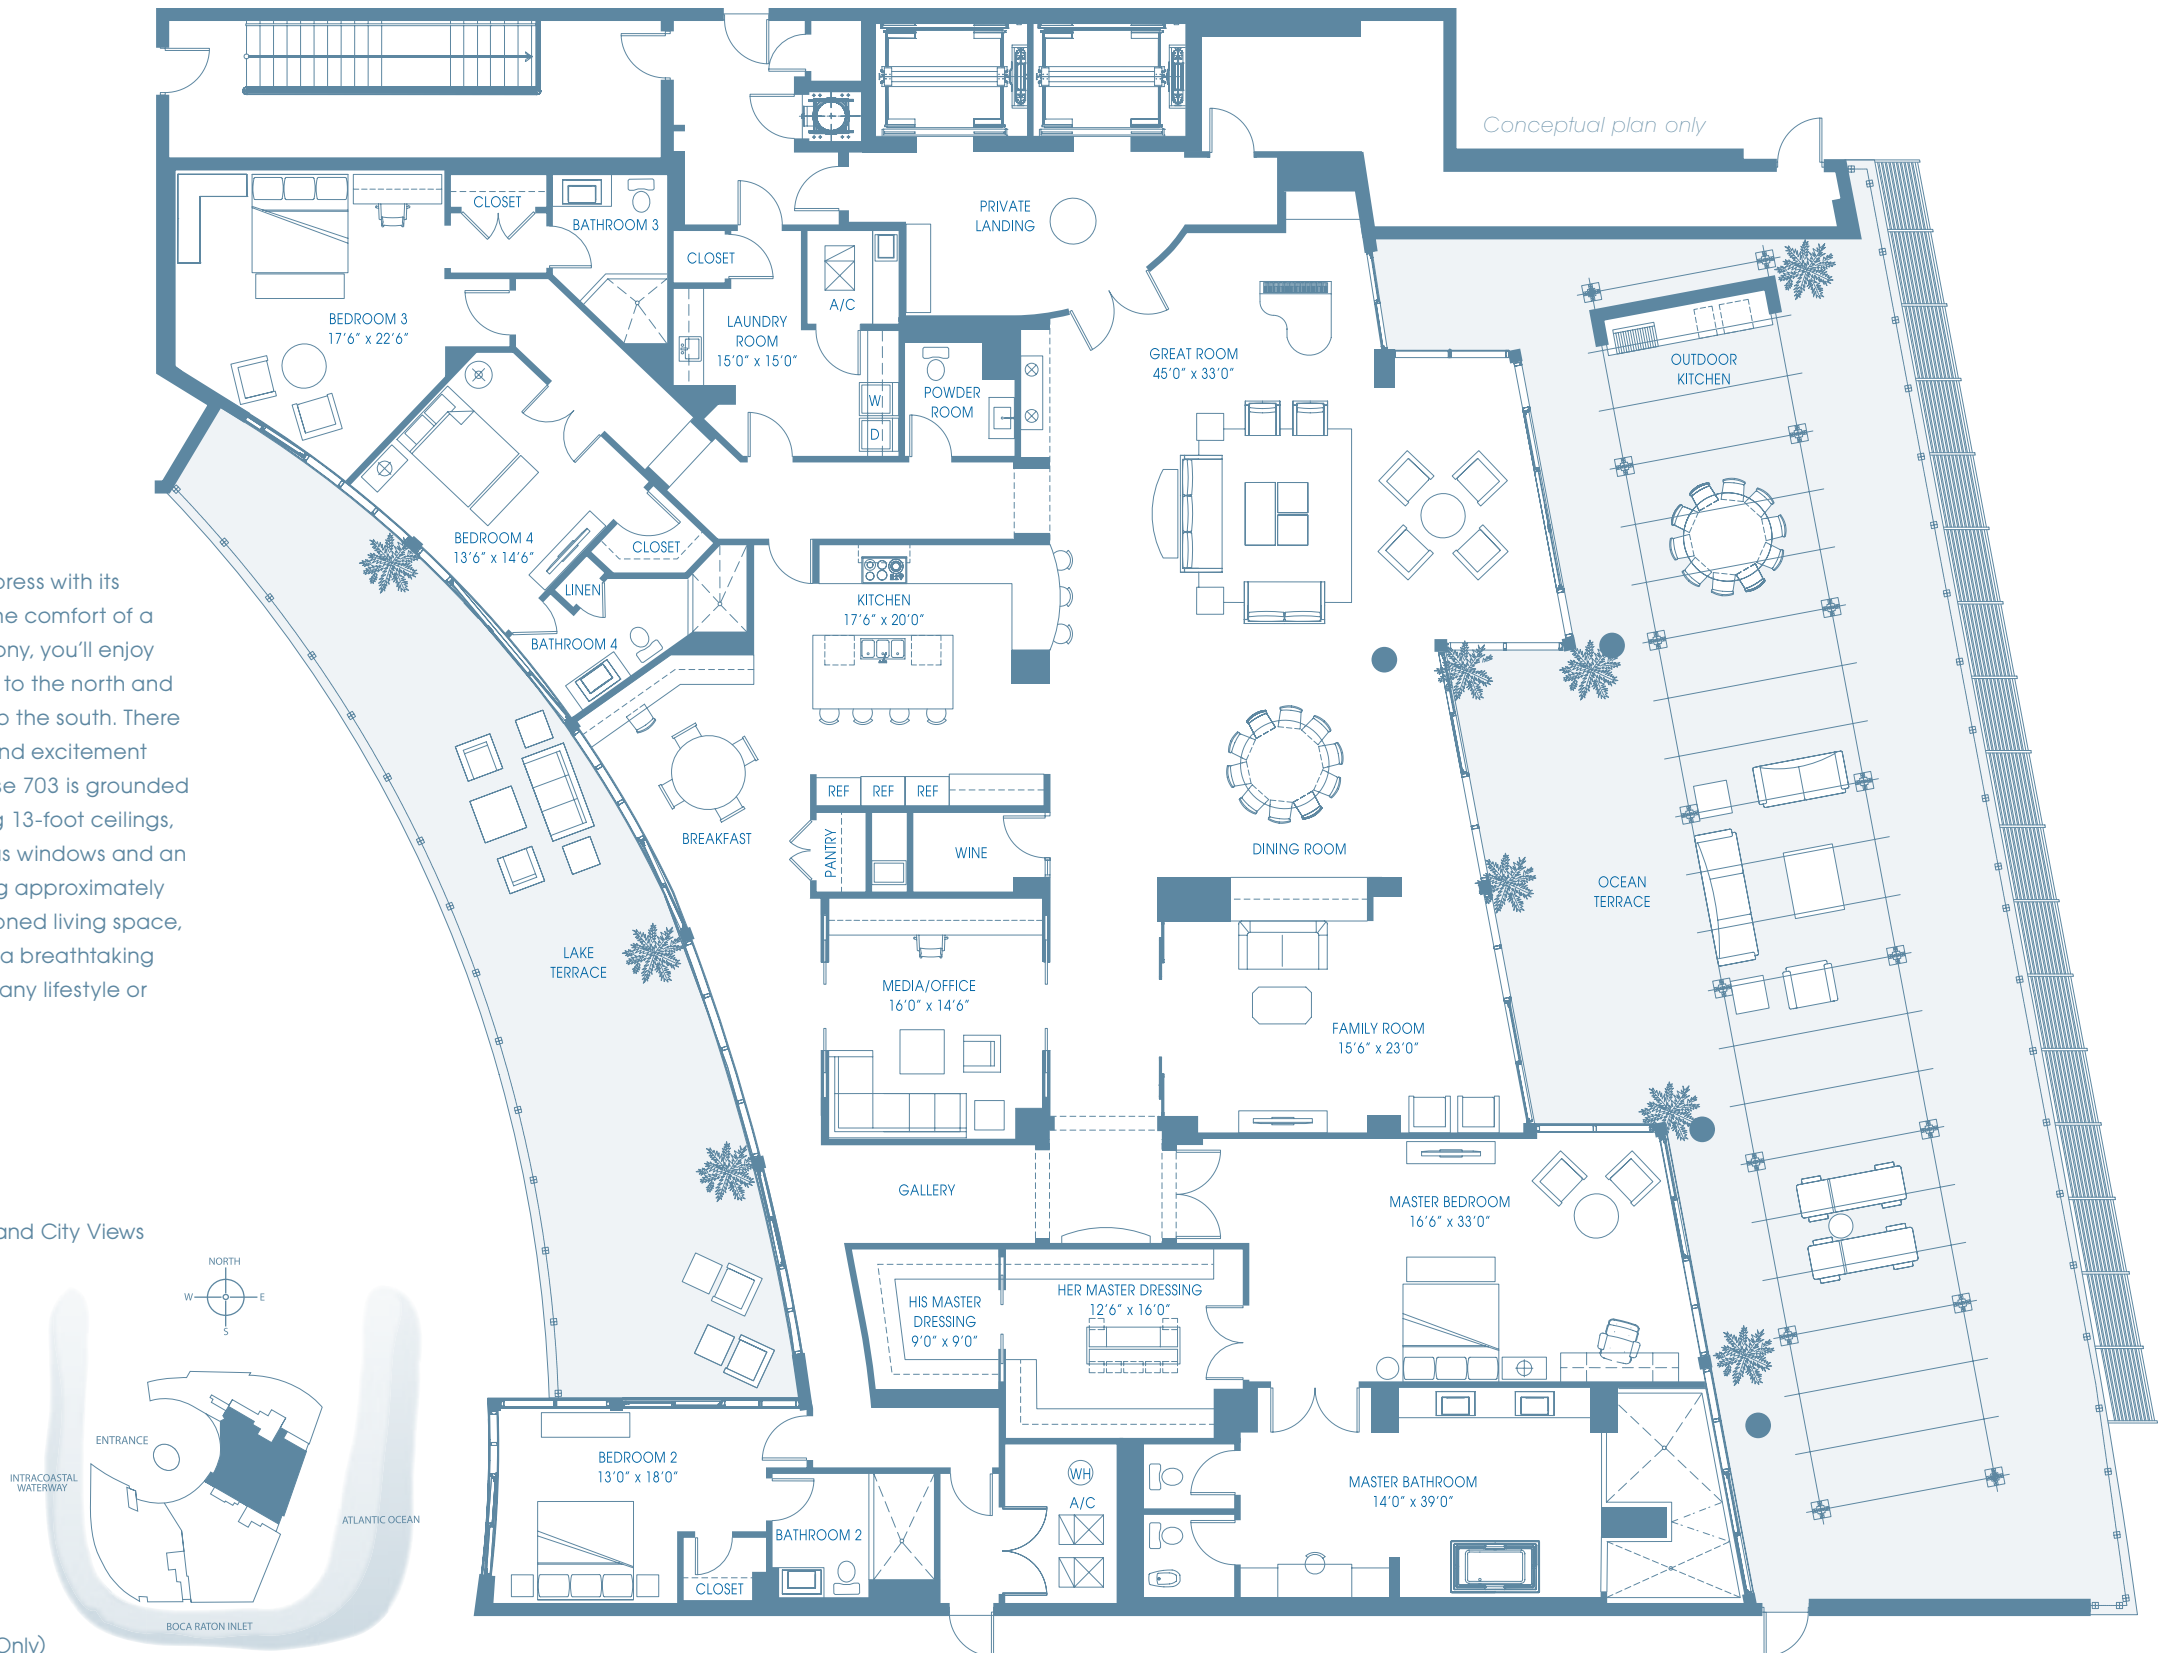 Conceptual plan only
CLOSET
BATHROOM 3
PRIVATE
LANDING
CLOSET
A/C
BEDROOM 3
17'6" x 22'6"
LAUNDRY
ROOM
15'0" x 15'0"
GREAT ROOM
45'0" x 33'0"
OUTDOOR
KITCHEN
W
D
POWDER
ROOM
BEDROOM 4
13'6" x 14'6"
CLOSET
LINEN
BATHROOM 4
KITCHEN
17'6" x 20'0"
REF
REF
REF
BREAKFAST
PANTRY
WINE
DINING ROOM
OCEAN
TERRACE
LAKE
TERRACE
MEDIA/OFFICE
16'0" x 14'6"
FAMILY ROOM
15'6" x 23'0"
GALLERY
MASTER BEDROOM
16'6" x 33'0"
HIS MASTER
DRESSING
9'0" x 9'0"
HER MASTER DRESSING
12'6" x 16'0"
BEDROOM 2
13'0" x 18'0"
WH
A/C
MASTER BATHROOM
14'0" x 39'0"
BATHROOM 2
CLOSET
press with its
he comfort of a
ony, you'll enjoy
to the north and
o the south. There
nd excitement
se 703 is grounded
g 13-foot ceilings,
us windows and an
g approximately
oned living space,
a breathtaking
any lifestyle or
and City Views
NORTH
W
E
S
ENTRANCE
INTRACOASTAL
WATERWAY
ATLANTIC OCEAN
BOCA RATON INLET
Only)